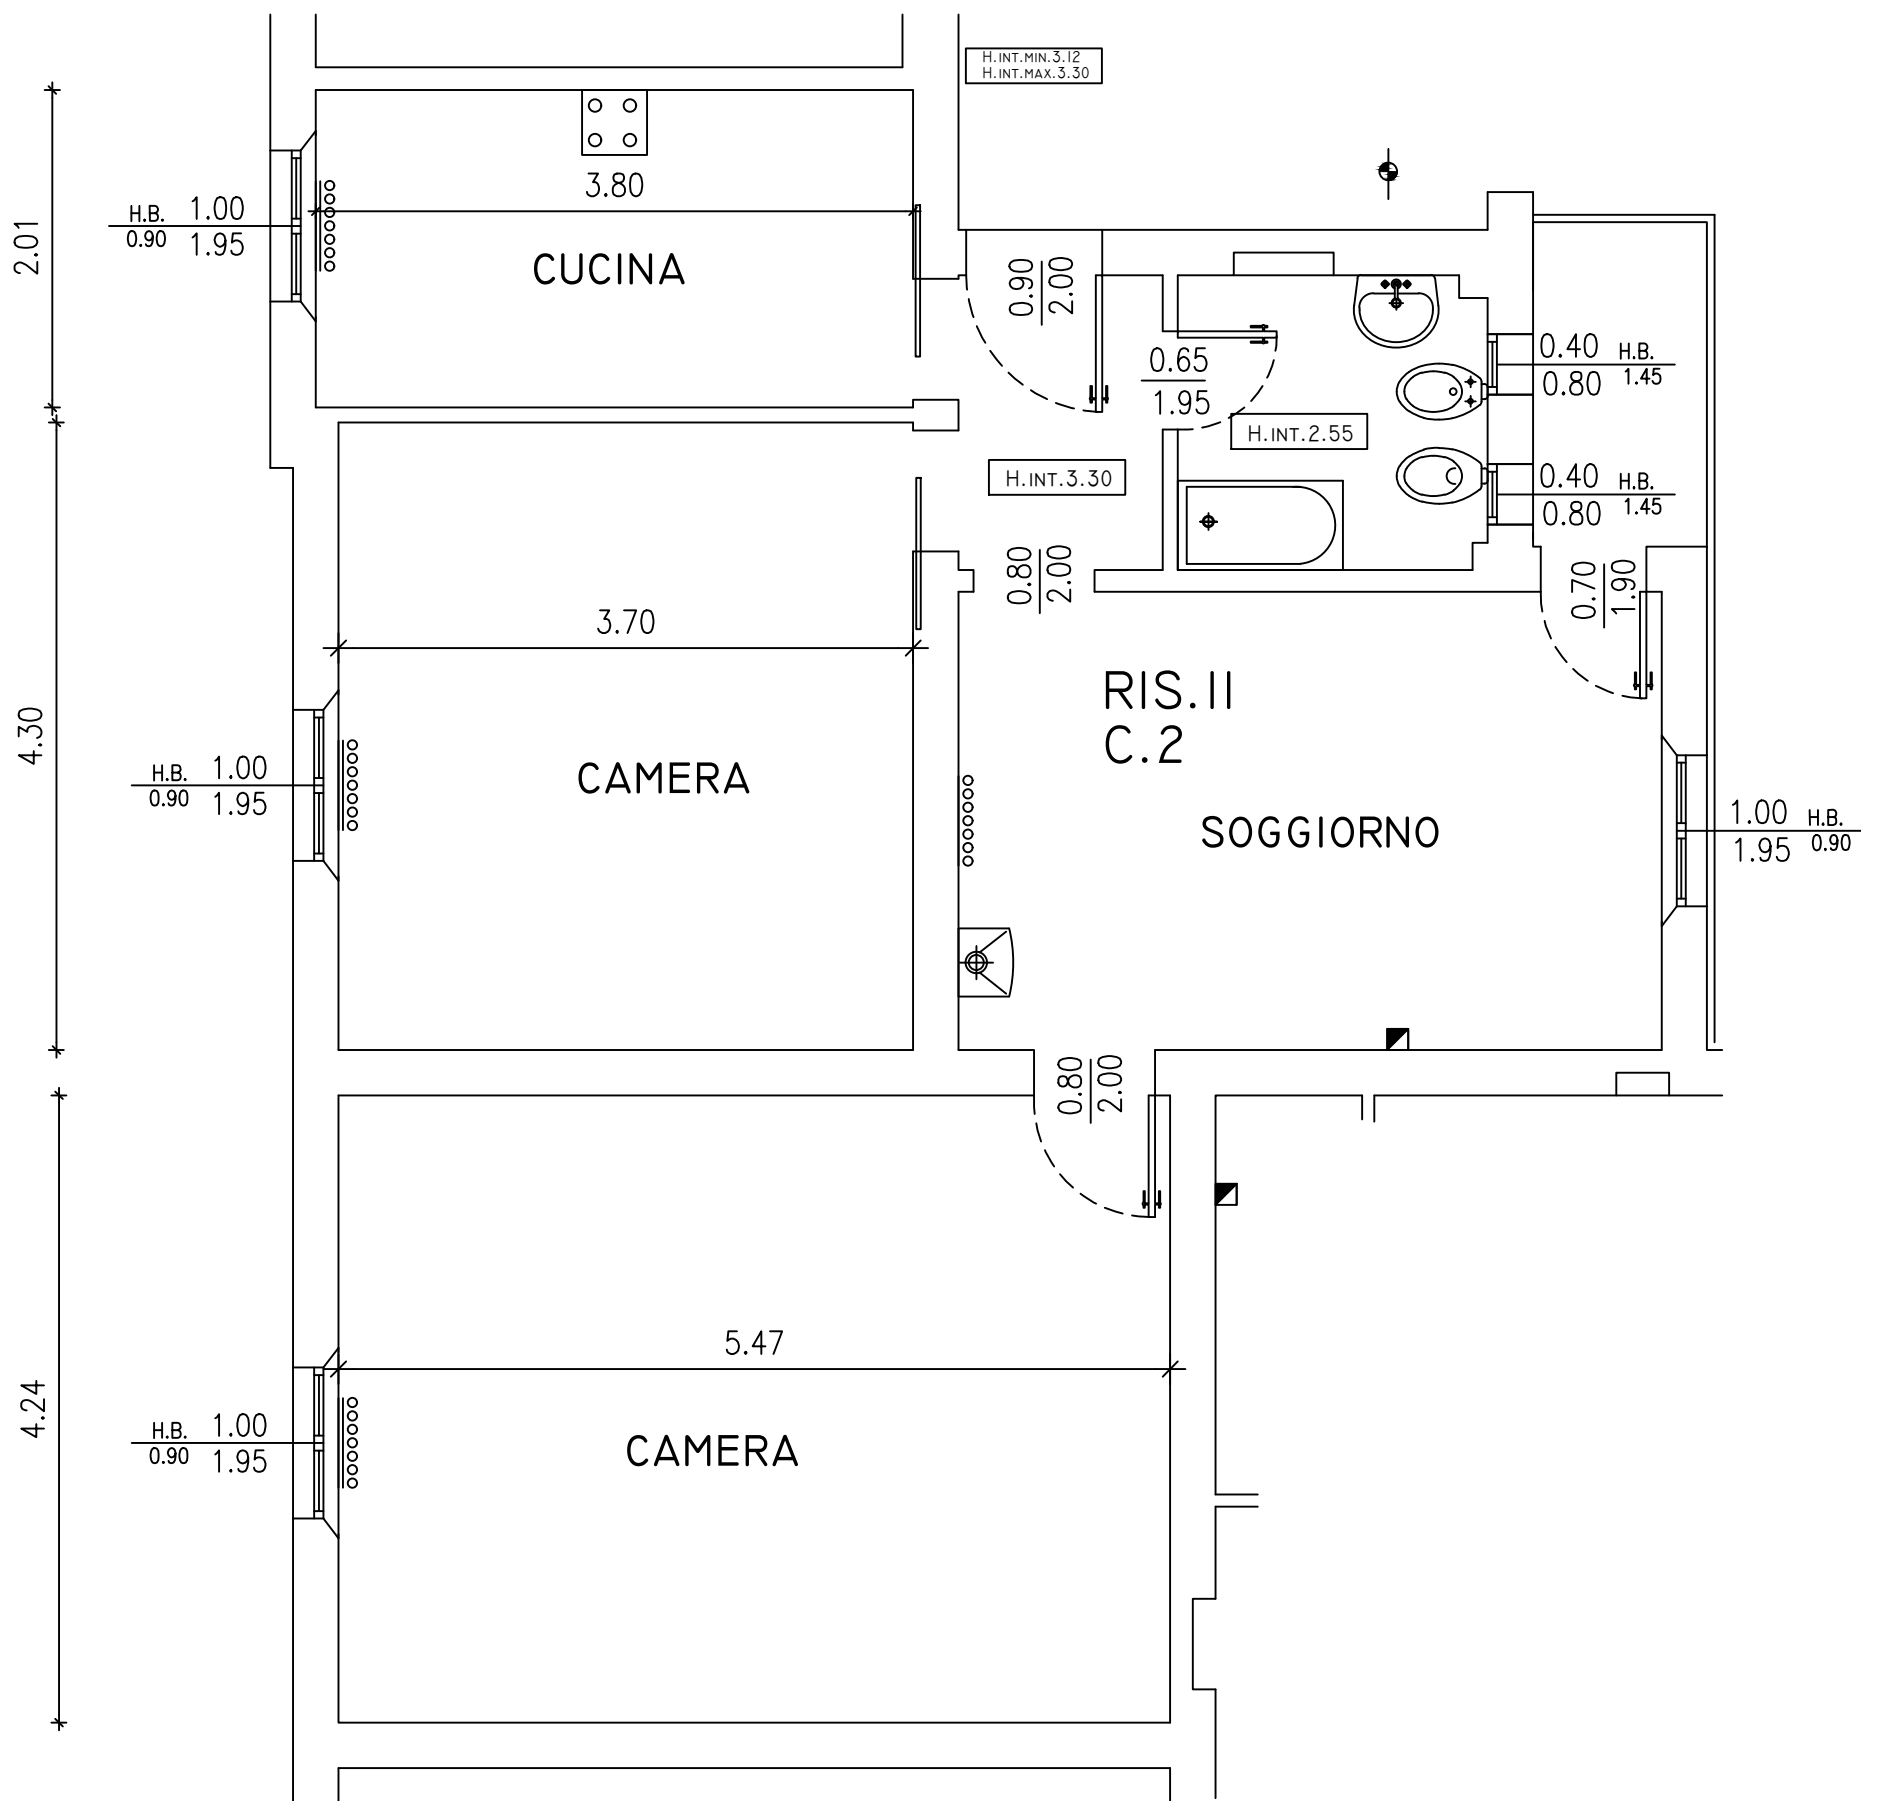 H.INT.MIN.3.12
H.INT.MAX.3.30
2.01
H.B. 1.00
0.90 1.95
3.80
CUCINA
0.90
2.00
0.65
1.95
0.40 H.B.
0.80 1.45
H.INT.2.55
H.INT.3.30
0.40 H.B.
0.80 1.45
0.80
2.00
0.70
1.90
3.70
RIS.II
C.2
4.30
H.B. 1.00
0.90 1.95
CAMERA
SOGGIORNO
1.00 H.B.
1.95 0.90
0.80
2.00
5.47
4.24
H.B. 1.00
0.90 1.95
CAMERA